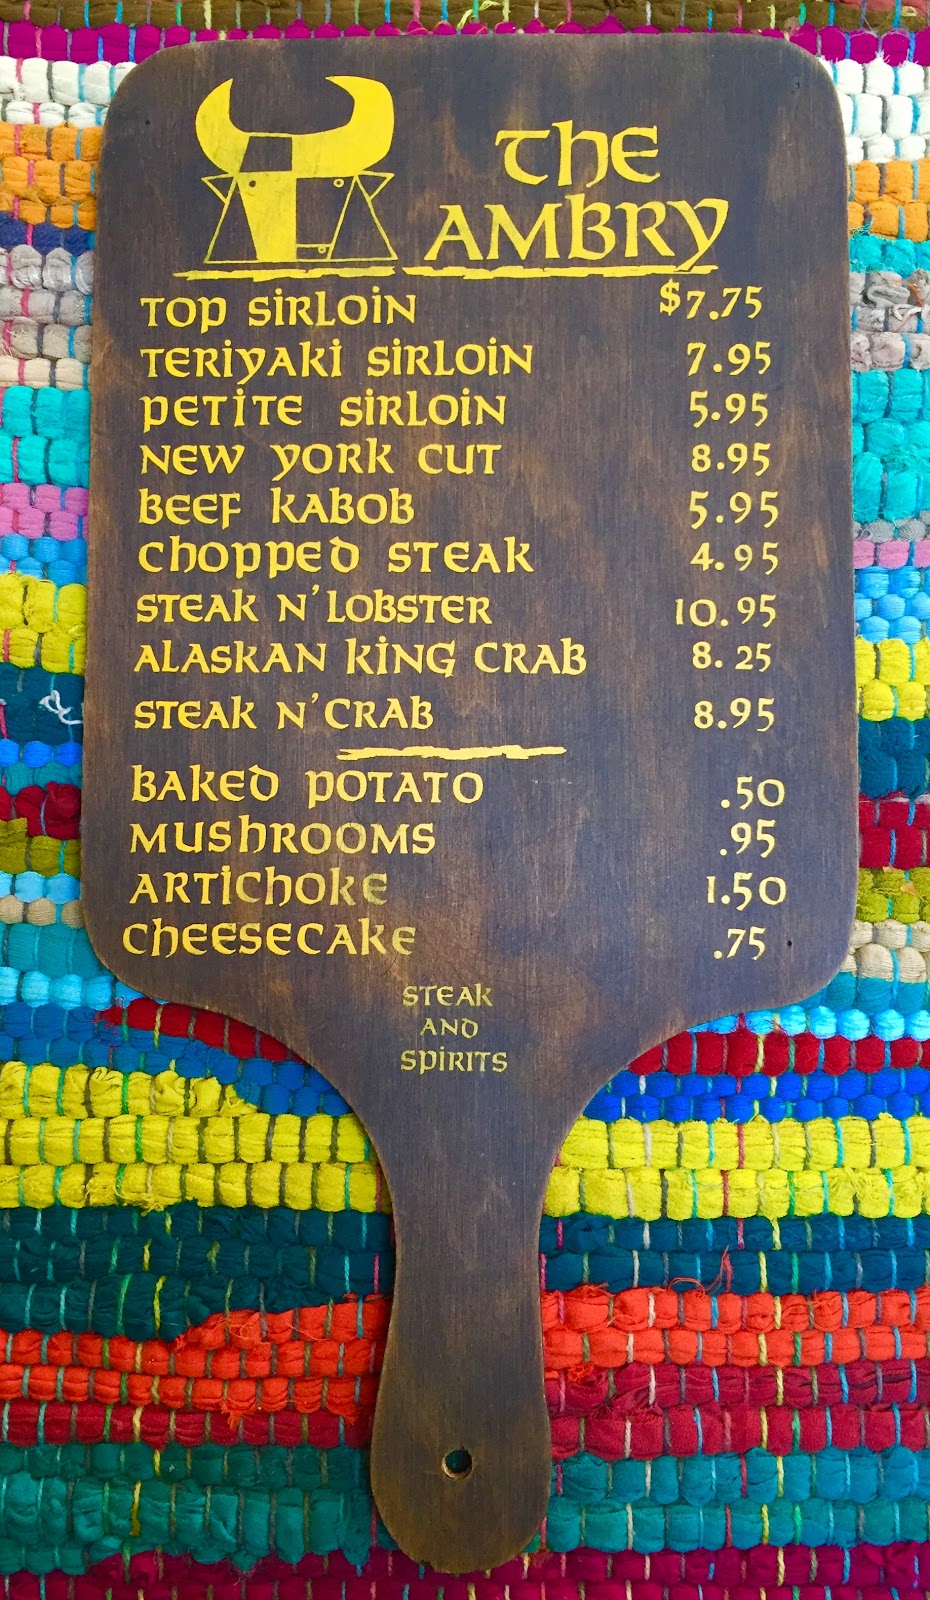 The
Ambry
Top Sirloin $7.75
Teriyaki Sirloin 7.95
Petite Sirloin 5.95
New York Cut 8.95
Beef Kabob 5.95
Chopped Steak 4.95
Steak n' Lobster 10.95
Alaskan King Crab 8.25
Steak n' Crab 8.95
Baked Potato .50
Mushrooms .95
Artichoke 1.50
Cheesecake .75
Steak
and
Spirits